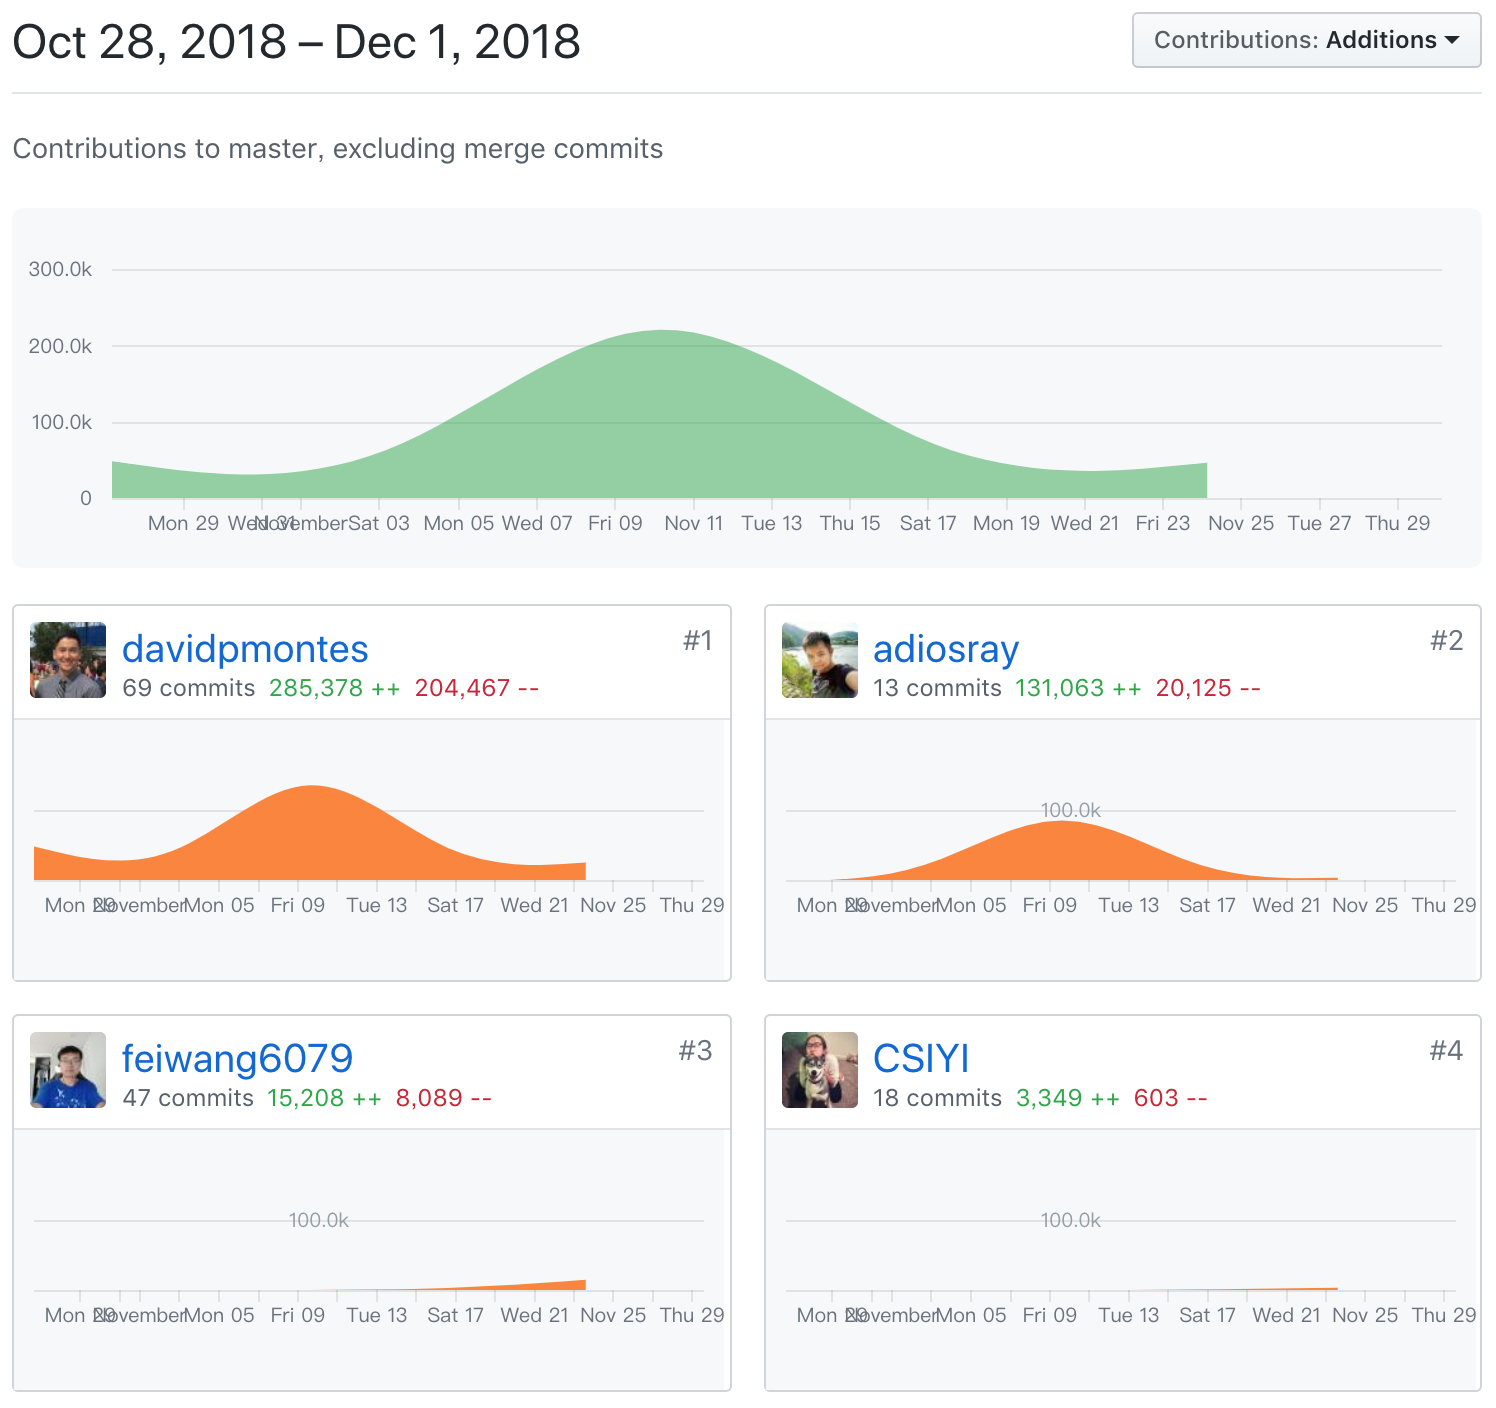 Oct 28, 2018 – Dec 1, 2018
Contributions: Additions
Contributions to master, excluding merge commits
300.0k
200.0k
100.0k
0
Mon 29 Wed 31 November Sat 03 Mon 05 Wed 07 Fri 09 Nov 11 Tue 13 Thu 15 Sat 17 Mon 19 Wed 21 Fri 23 Nov 25 Tue 27 Thu 29
davidpmontes #1
69 commits 285,378 ++ 204,467 --
Mon 29 November Mon 05 Fri 09 Tue 13 Sat 17 Wed 21 Nov 25 Thu 29
adiosray #2
13 commits 131,063 ++ 20,125 --
100.0k
Mon 29 November Mon 05 Fri 09 Tue 13 Sat 17 Wed 21 Nov 25 Thu 29
feiwang6079 #3
47 commits 15,208 ++ 8,089 --
100.0k
Mon 29 November Mon 05 Fri 09 Tue 13 Sat 17 Wed 21 Nov 25 Thu 29
CSIYI #4
18 commits 3,349 ++ 603 --
100.0k
Mon 29 November Mon 05 Fri 09 Tue 13 Sat 17 Wed 21 Nov 25 Thu 29